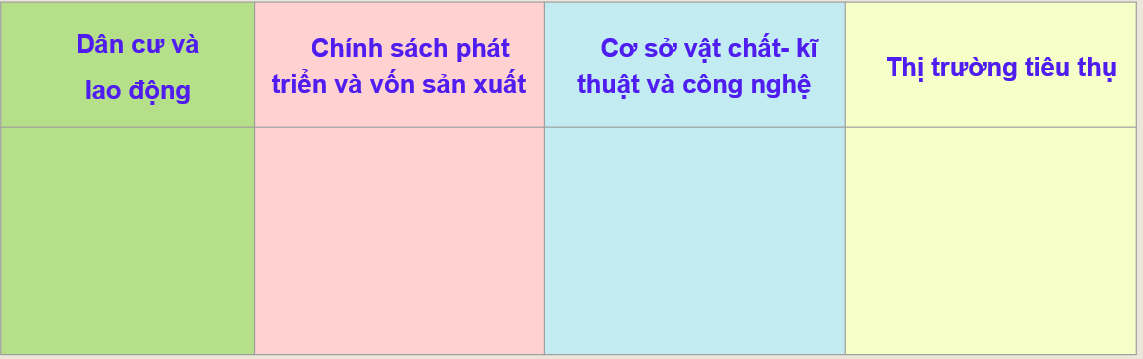 Dân cư và
lao động
Chính sách phát
triển và vốn sản xuất
Cơ sở vật chất- kĩ
thuật và công nghệ
Thị trường tiêu thụ